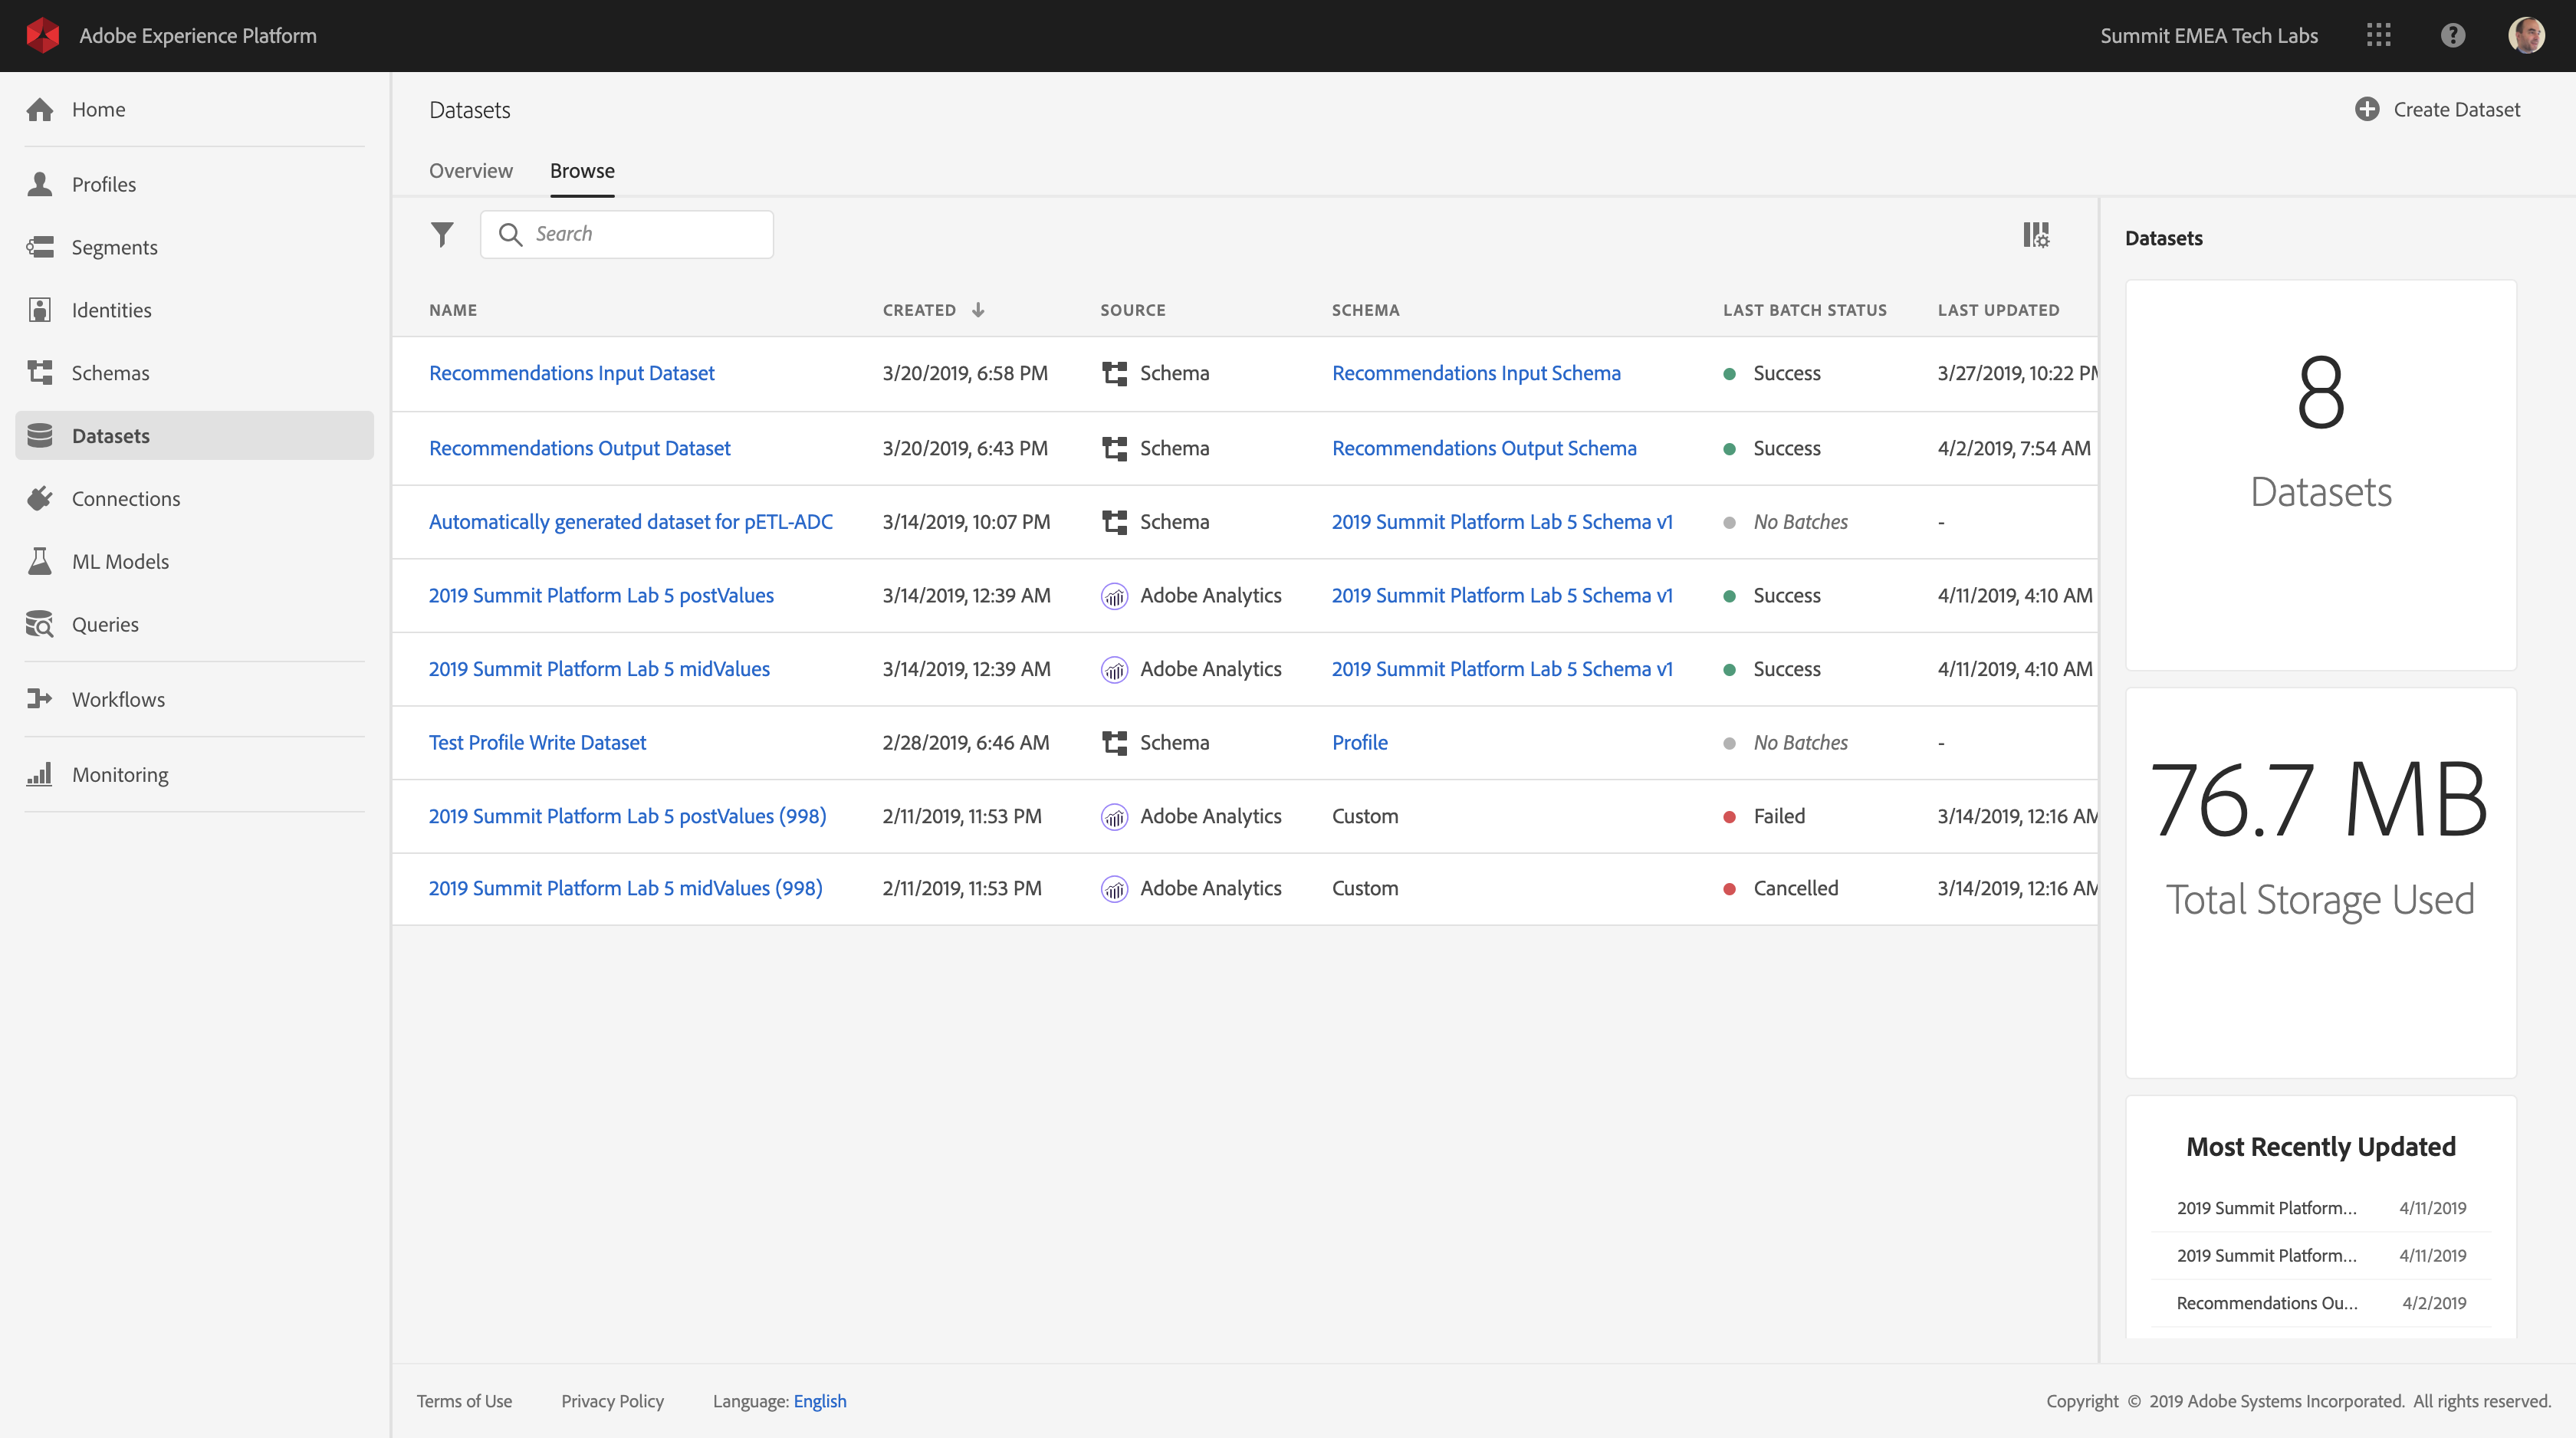 Adobe Experience Platform
Summit EMEA Tech Labs
Home
Profiles
Segments
Identities
Schemas
Datasets
Connections
ML Models
Queries
Workflows
Monitoring
Datasets
Create Dataset
Overview Browse
Search
NAME CREATED SOURCE SCHEMA LAST BATCH STATUS LAST UPDATED
Recommendations Input Dataset 3/20/2019, 6:58 PM Schema Recommendations Input Schema Success 3/27/2019, 10:22 PM
Recommendations Output Dataset 3/20/2019, 6:43 PM Schema Recommendations Output Schema Success 4/2/2019, 7:54 AM
Automatically generated dataset for pETL-ADC 3/14/2019, 10:07 PM Schema 2019 Summit Platform Lab 5 Schema v1 No Batches -
2019 Summit Platform Lab 5 postValues 3/14/2019, 12:39 AM Adobe Analytics 2019 Summit Platform Lab 5 Schema v1 Success 4/11/2019, 4:10 AM
2019 Summit Platform Lab 5 midValues 3/14/2019, 12:39 AM Adobe Analytics 2019 Summit Platform Lab 5 Schema v1 Success 4/11/2019, 4:10 AM
Test Profile Write Dataset 2/28/2019, 6:46 AM Schema Profile No Batches -
2019 Summit Platform Lab 5 postValues (998) 2/11/2019, 11:53 PM Adobe Analytics Custom Failed 3/14/2019, 12:16 AM
2019 Summit Platform Lab 5 midValues (998) 2/11/2019, 11:53 PM Adobe Analytics Custom Cancelled 3/14/2019, 12:16 AM
Datasets
8
Datasets
76.7 MB
Total Storage Used
Most Recently Updated
2019 Summit Platform... 4/11/2019
2019 Summit Platform... 4/11/2019
Recommendations Ou... 4/2/2019
Terms of Use Privacy Policy Language: English
Copyright © 2019 Adobe Systems Incorporated. All rights reserved.